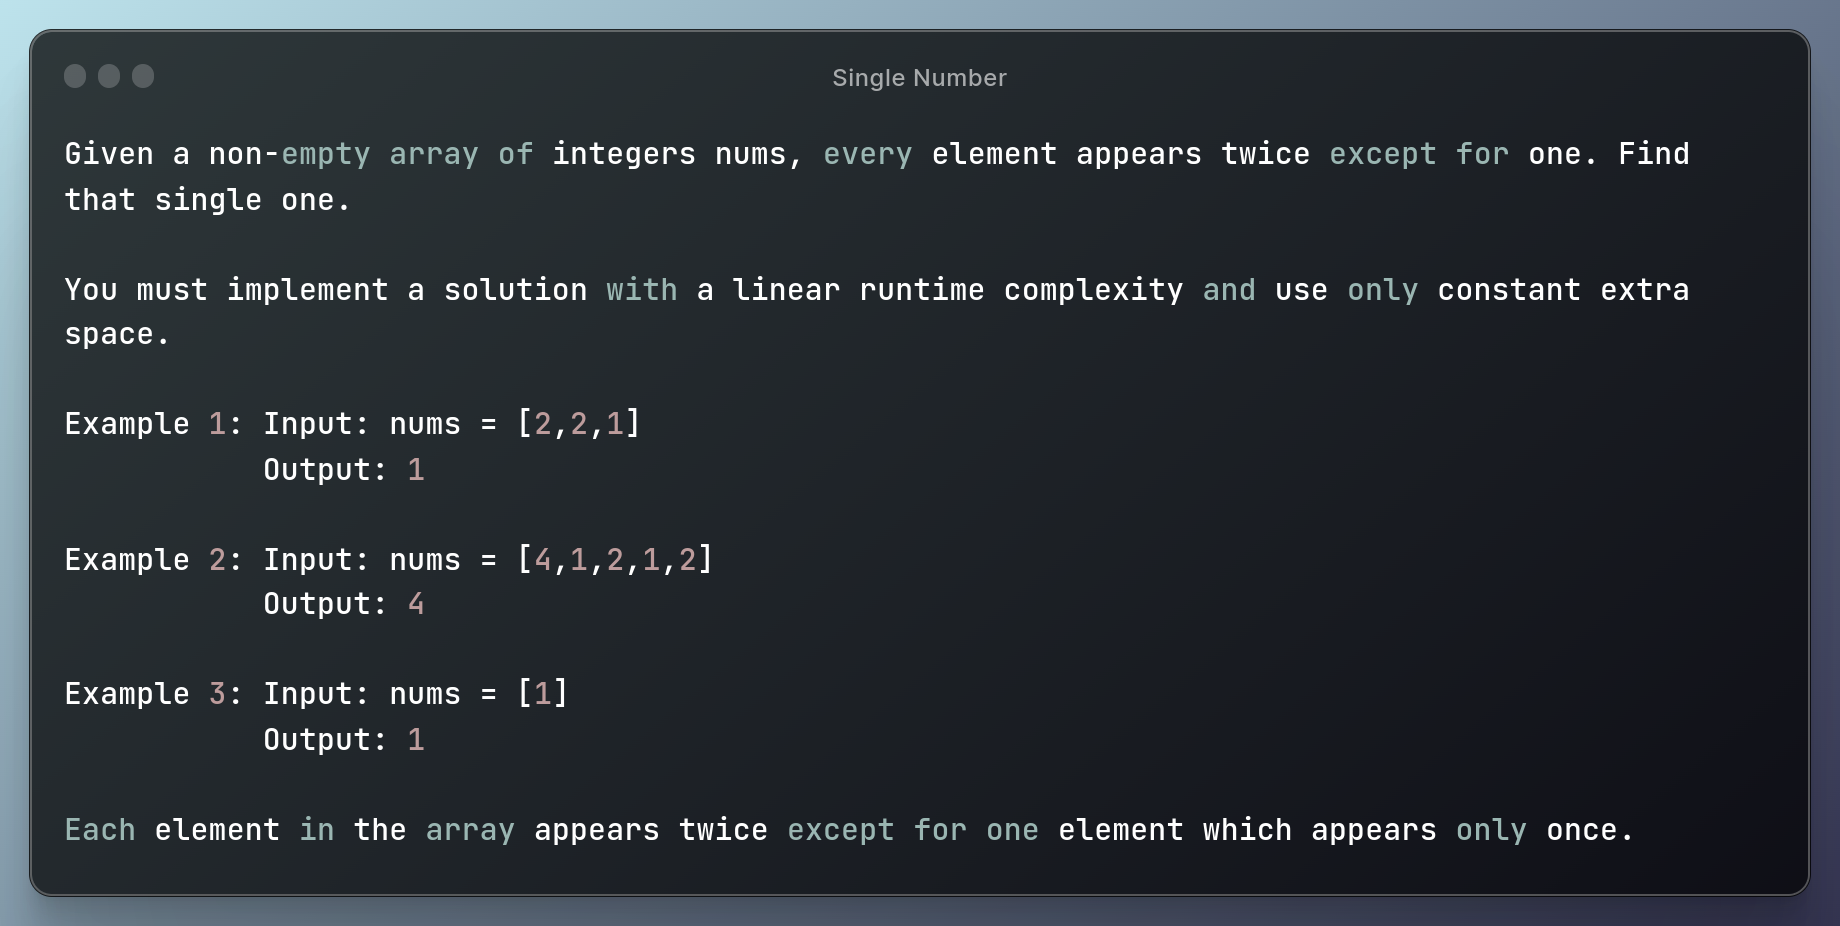 Single Number
Given a non-empty array of integers nums, every element appears twice except for one. Find
that single one.
You must implement a solution with a linear runtime complexity and use only constant extra
space.
Example 1: Input: nums = [2,2,1]
Output: 1
Example 2: Input: nums = [4,1,2,1,2]
Output: 4
Example 3: Input: nums = [1]
Output: 1
Each element in the array appears twice except for one element which appears only once.